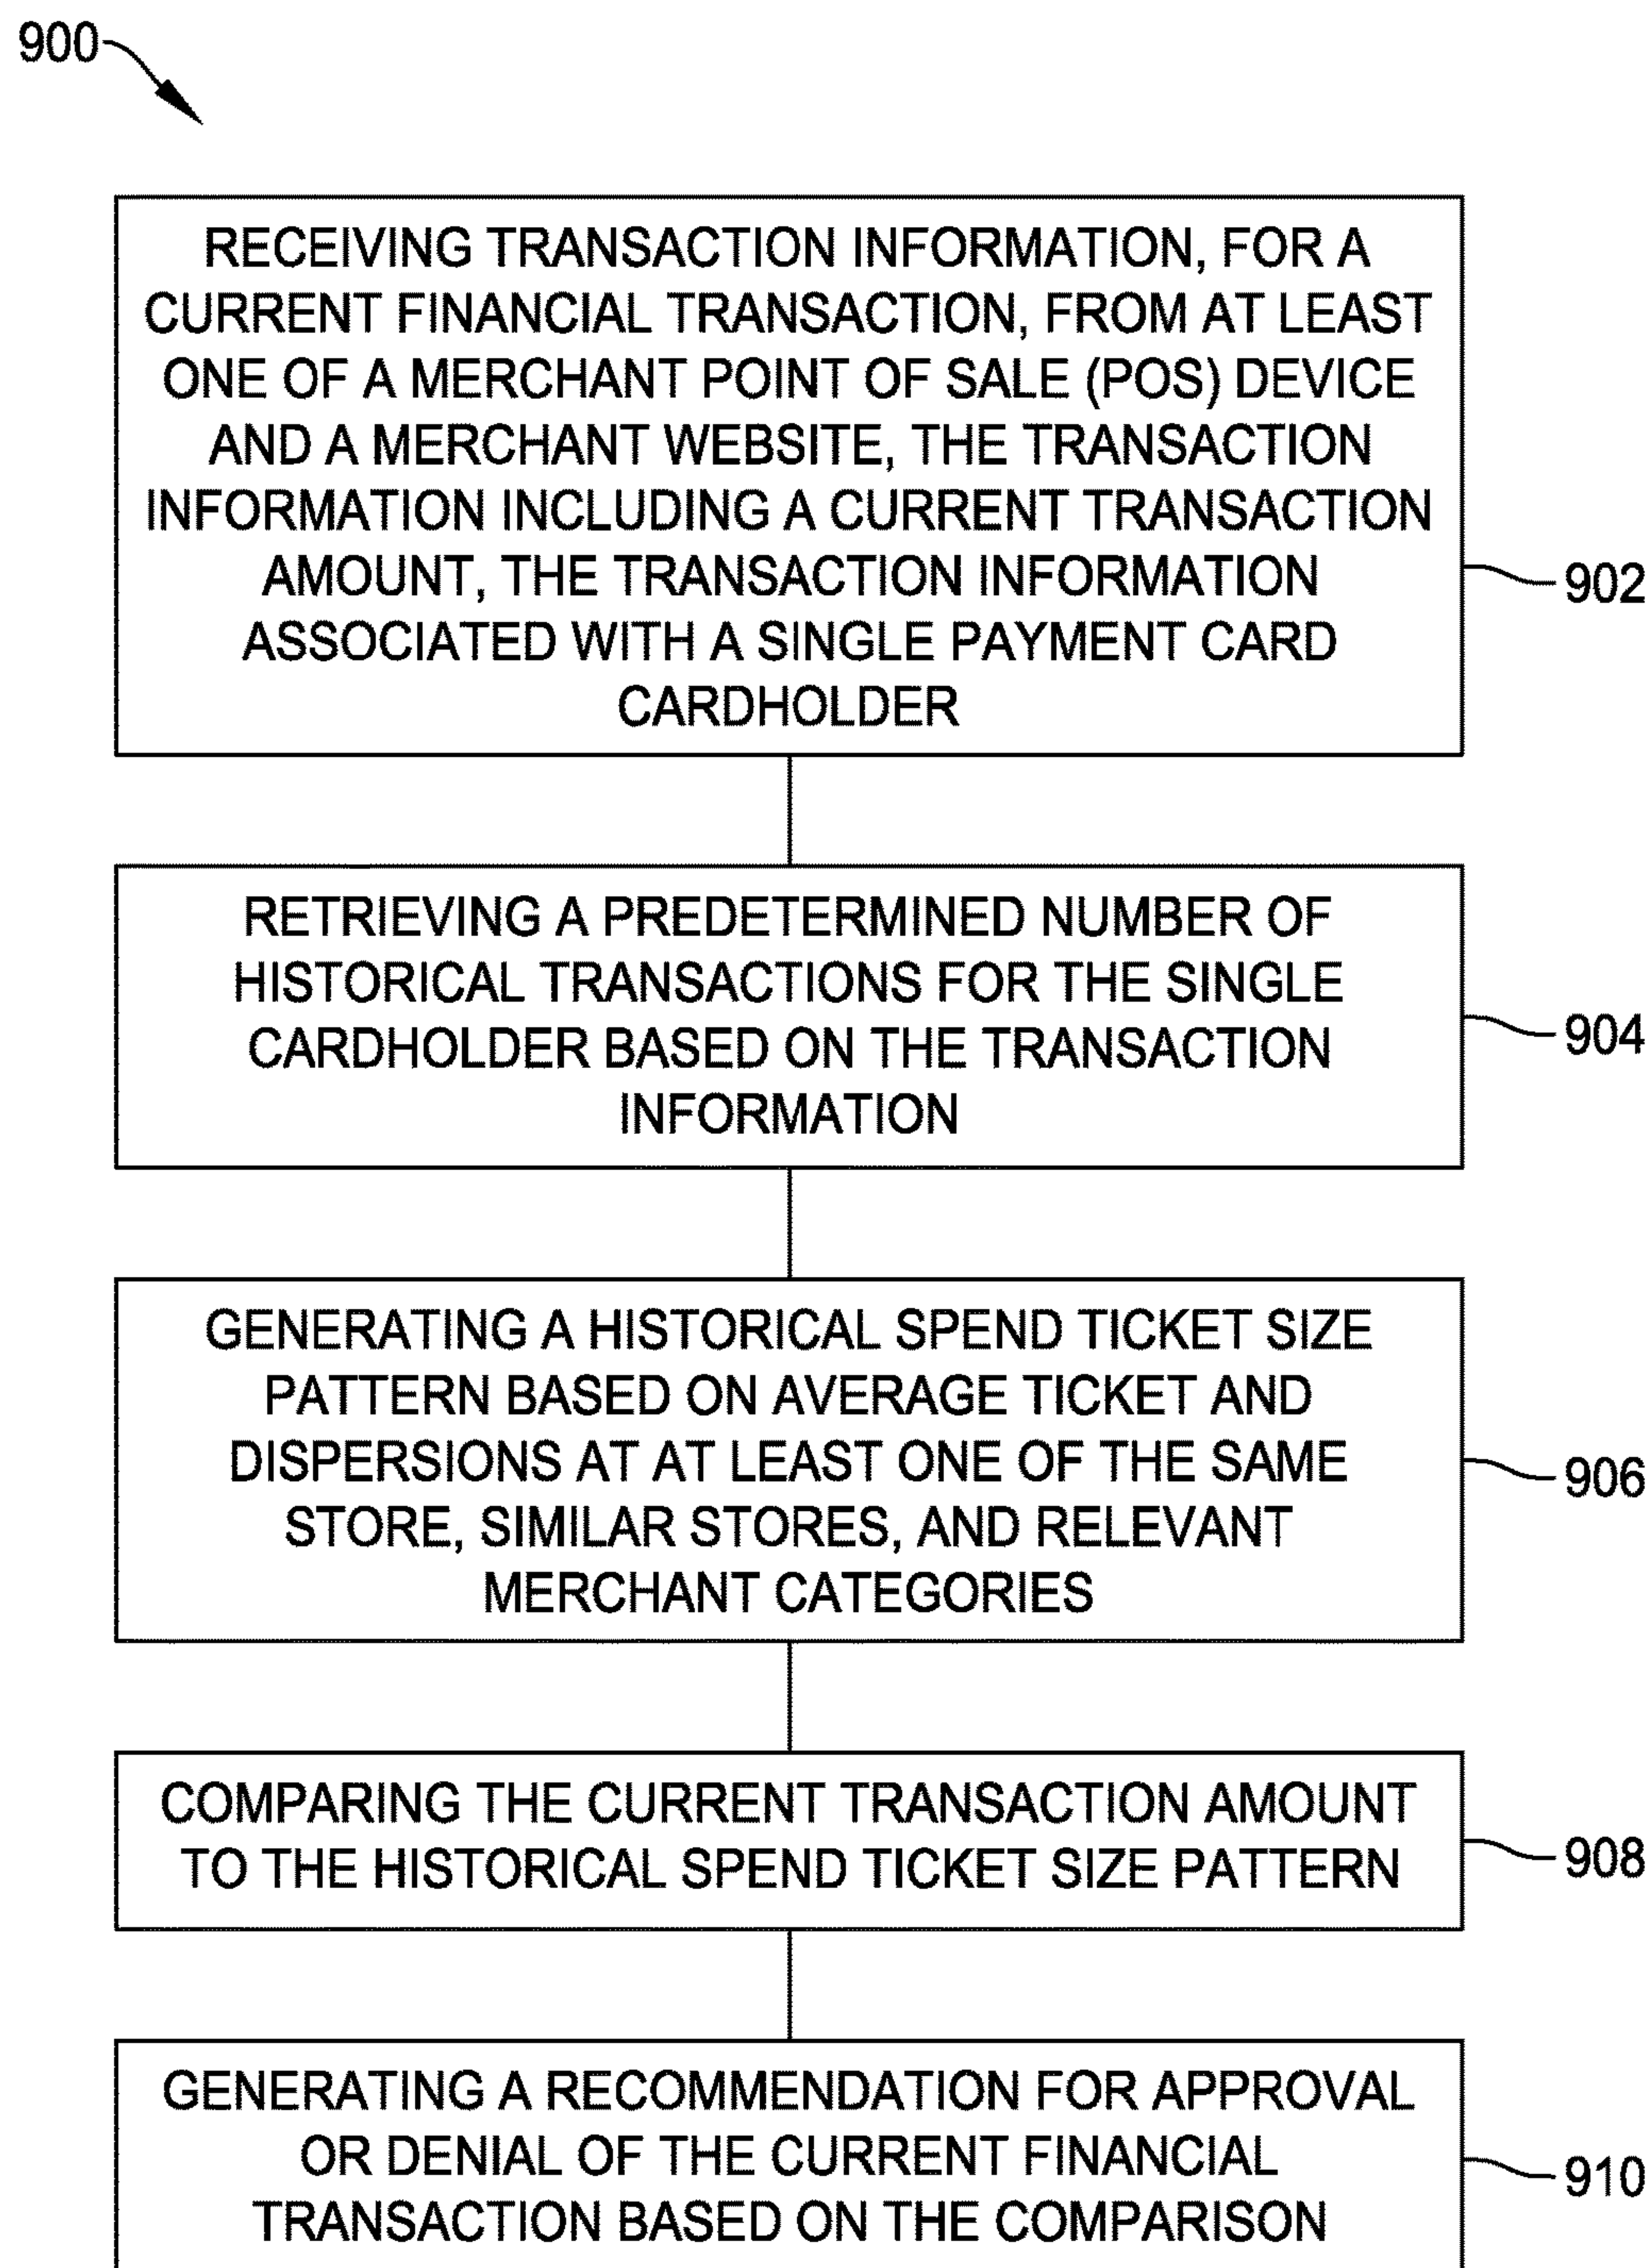 900
RECEIVING TRANSACTION INFORMATION, FOR A
CURRENT FINANCIAL TRANSACTION, FROM AT LEAST
ONE OF A MERCHANT POINT OF SALE (POS) DEVICE
AND A MERCHANT WEBSITE, THE TRANSACTION
INFORMATION INCLUDING A CURRENT TRANSACTION
AMOUNT, THE TRANSACTION INFORMATION
ASSOCIATED WITH A SINGLE PAYMENT CARD
CARDHOLDER
902
RETRIEVING A PREDETERMINED NUMBER OF
HISTORICAL TRANSACTIONS FOR THE SINGLE
CARDHOLDER BASED ON THE TRANSACTION
INFORMATION
904
GENERATING A HISTORICAL SPEND TICKET SIZE
PATTERN BASED ON AVERAGE TICKET AND
DISPERSIONS AT AT LEAST ONE OF THE SAME
STORE, SIMILAR STORES, AND RELEVANT
MERCHANT CATEGORIES
906
COMPARING THE CURRENT TRANSACTION AMOUNT
TO THE HISTORICAL SPEND TICKET SIZE PATTERN
908
GENERATING A RECOMMENDATION FOR APPROVAL
OR DENIAL OF THE CURRENT FINANCIAL
TRANSACTION BASED ON THE COMPARISON
910